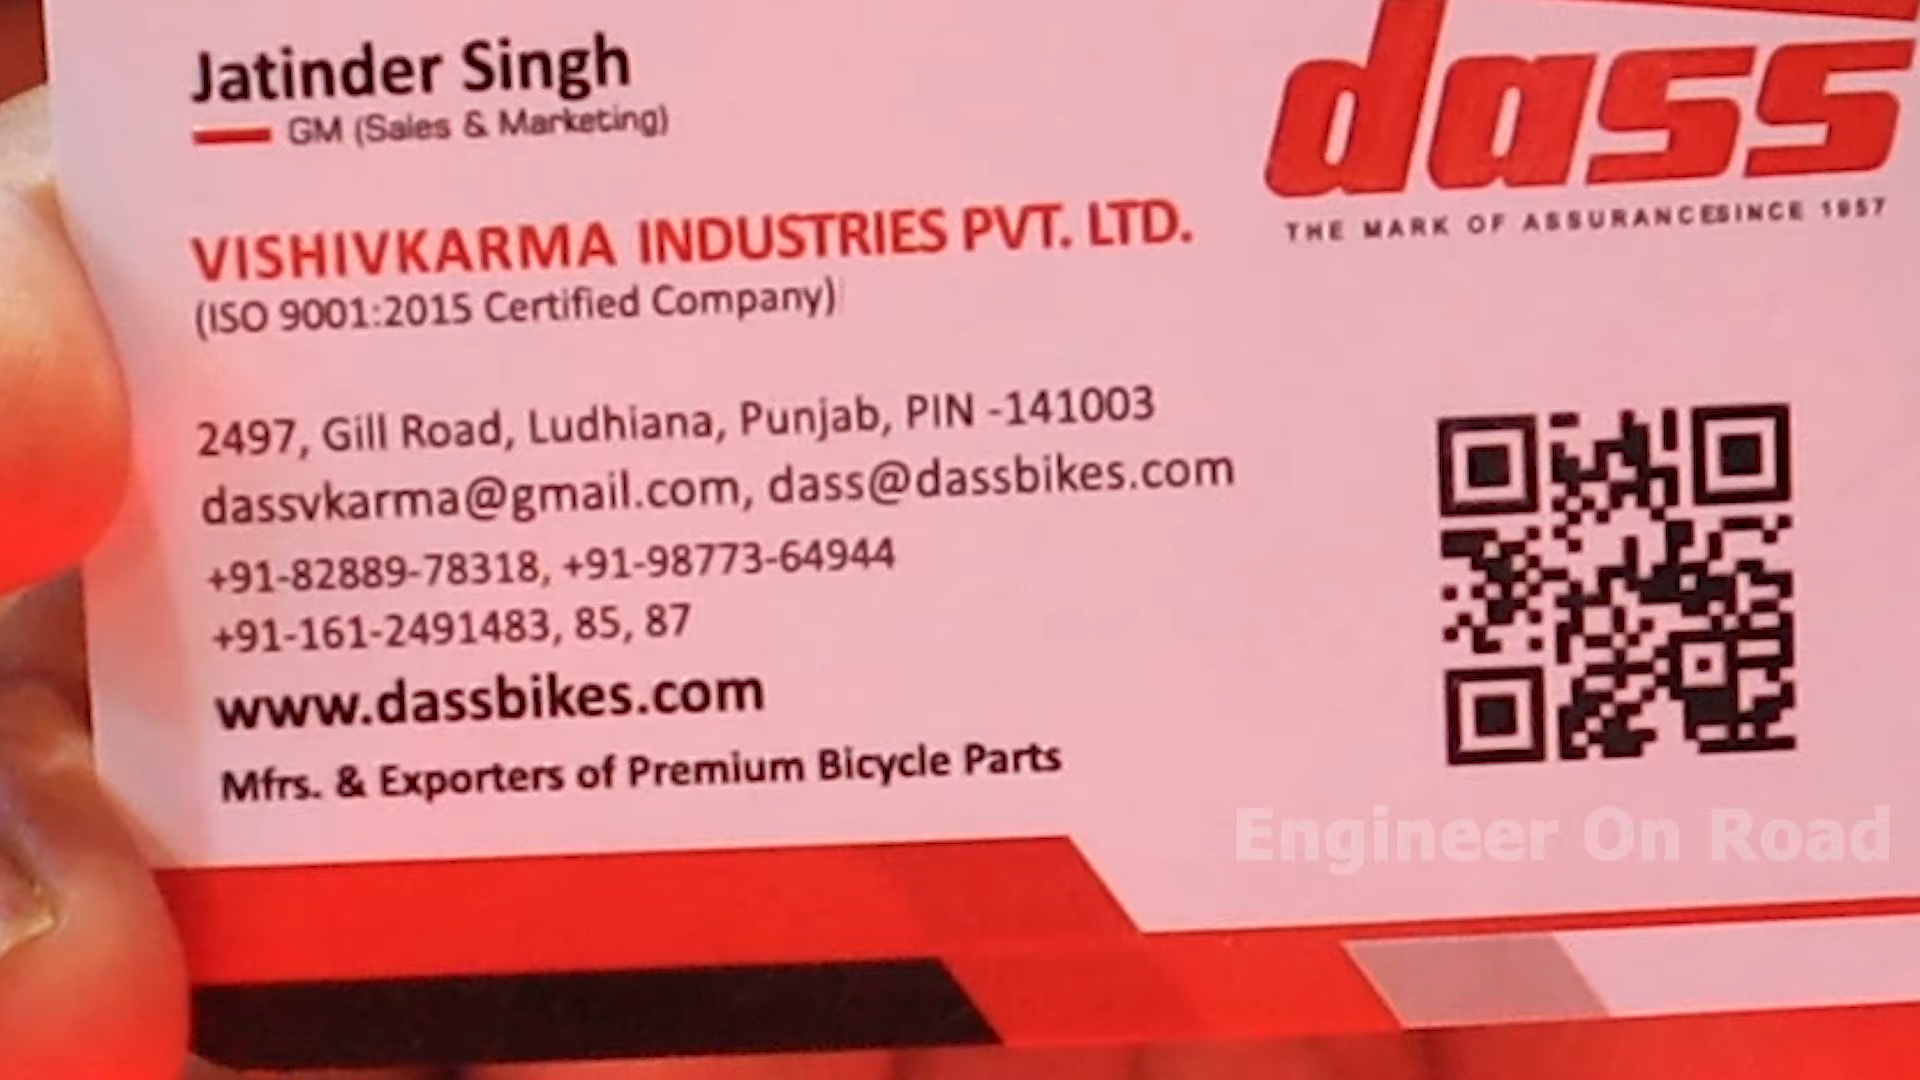 Jatinder Singh
GM (Sales & Marketing)
dass
THE MARK OF ASSURANCESINCE 1957
VISHIVKARMA INDUSTRIES PVT. LTD.
(ISO 9001:2015 Certified Company)
2497, Gill Road, Ludhiana, Punjab, PIN -141003
dassvkarma@gmail.com, dass@dassbikes.com
+91-82889-78318, +91-98773-64944
+91-161-2491483, 85, 87
www.dassbikes.com
Mfrs. & Exporters of Premium Bicycle Parts
Engineer On Road